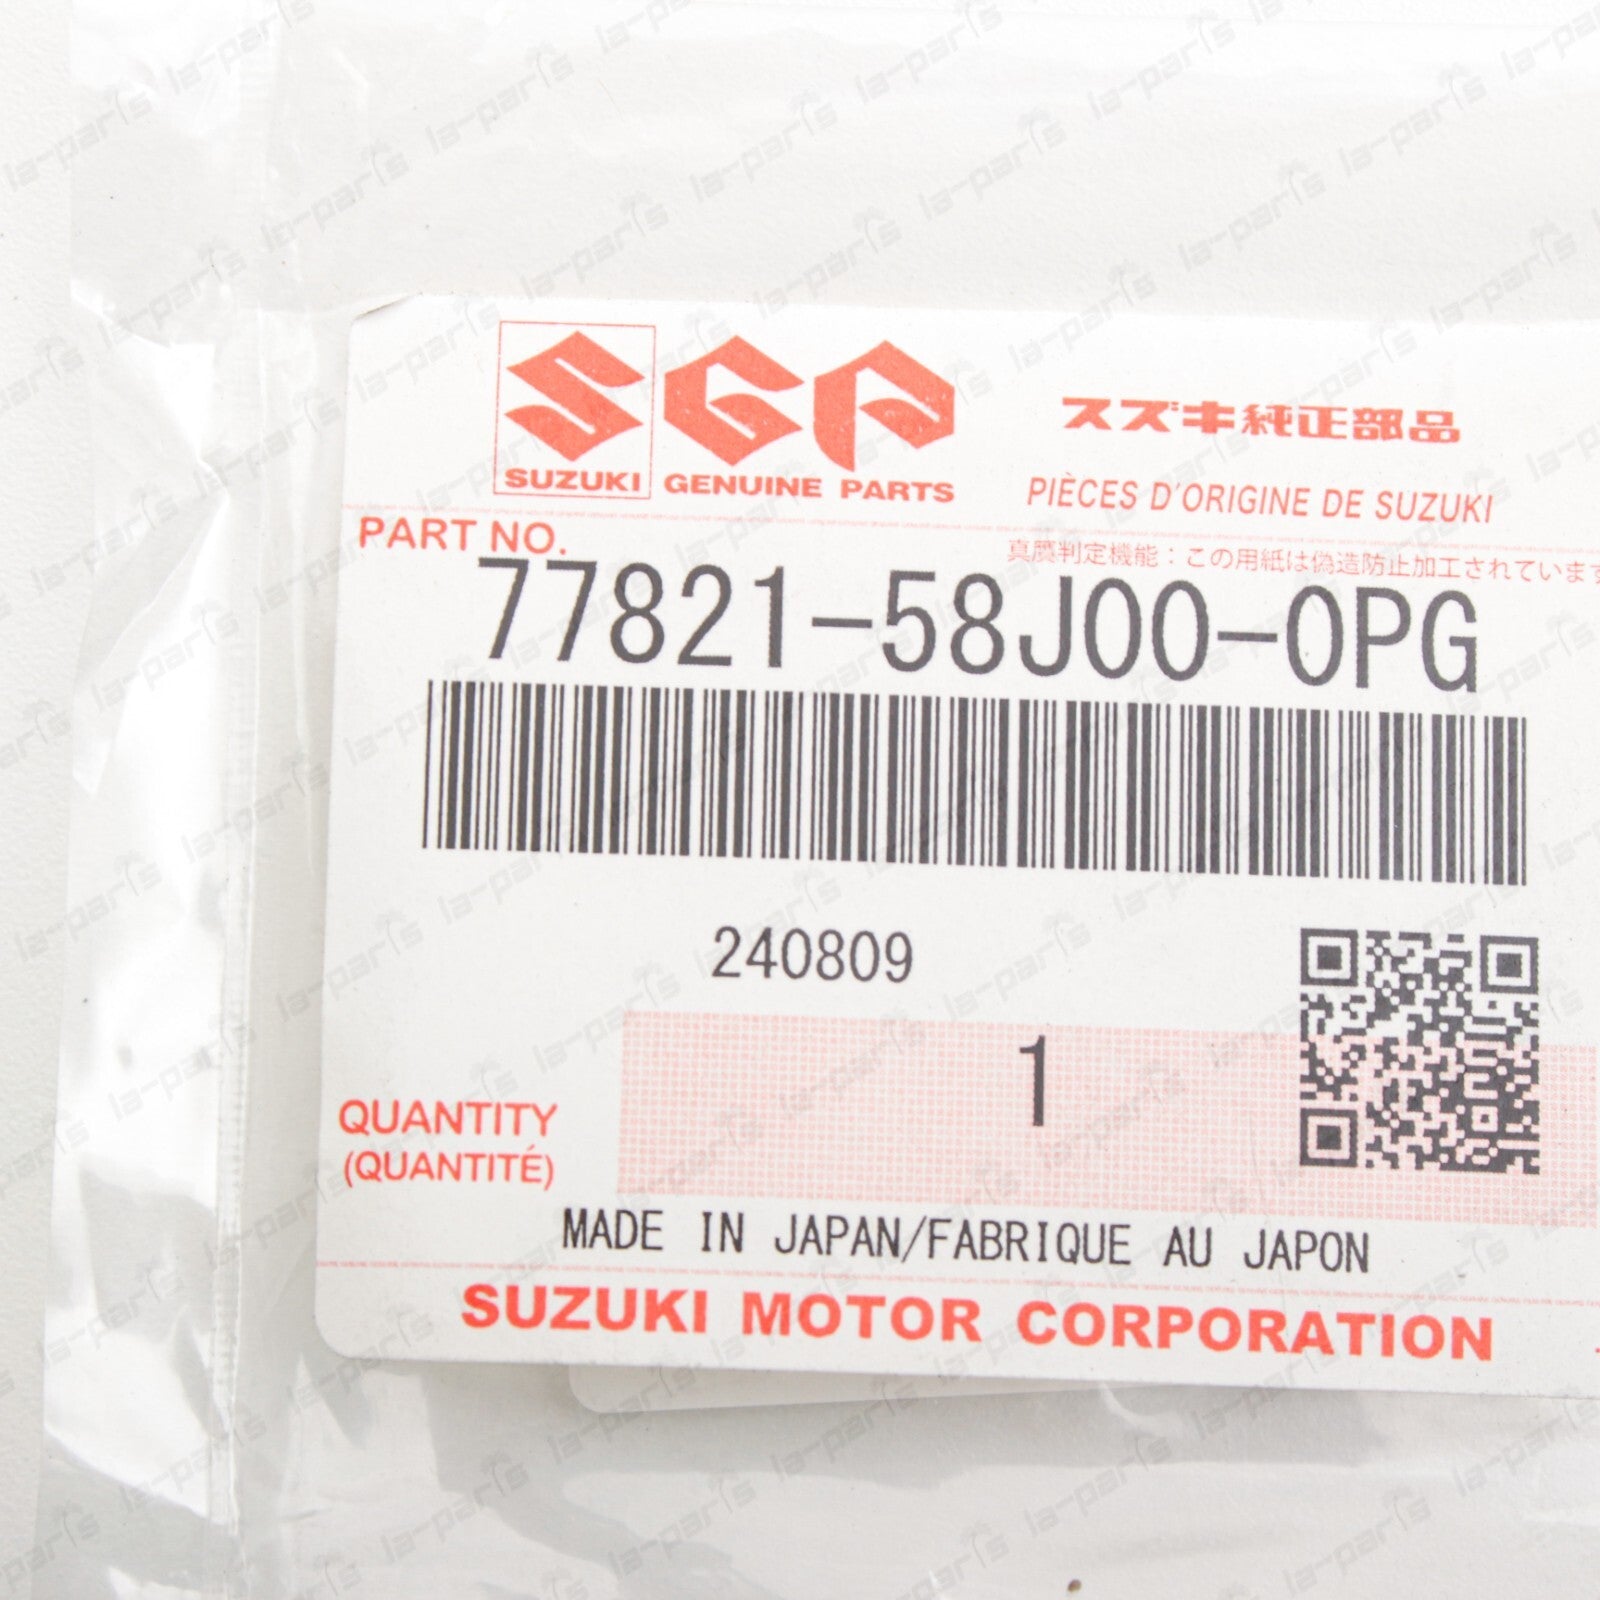 SGP
スズキ純正部品
SUZUKI GENUINE PARTS
PIÈCES D'ORIGINE DE SUZUKI
PART NO.
真贋判定機能：この用紙は偽造防止加工されています
77821-58J00-0PG
240809
1
QUANTITY
(QUANTITÉ)
MADE IN JAPAN/FABRIQUE AU JAPON
SUZUKI MOTOR CORPORATION
la-paris